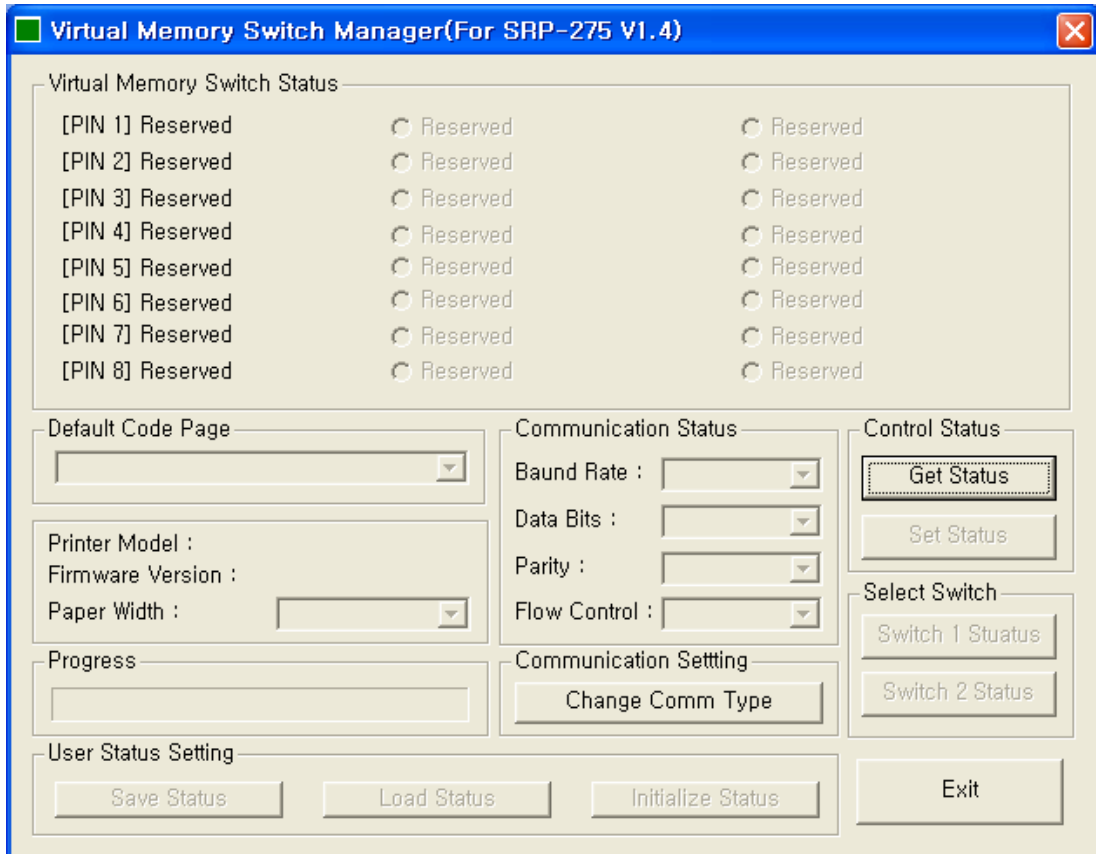 Virtual Memory Switch Manager(For SRP-275 V1.4)
Virtual Memory Switch Status
[PIN 1] Reserved Reserved Reserved
[PIN 2] Reserved Reserved Reserved
[PIN 3] Reserved Reserved Reserved
[PIN 4] Reserved Reserved Reserved
[PIN 5] Reserved Reserved Reserved
[PIN 6] Reserved Reserved Reserved
[PIN 7] Reserved Reserved Reserved
[PIN 8] Reserved Reserved Reserved
Default Code Page
Printer Model :
Firmware Version :
Paper Width :
Progress
Communication Status
Baund Rate :
Data Bits :
Parity :
Flow Control :
Communication Settting
Change Comm Type
Control Status
Get Status
Set Status
Select Switch
Switch 1 Stuatus
Switch 2 Status
User Status Setting
Save Status Load Status Initialize Status
Exit